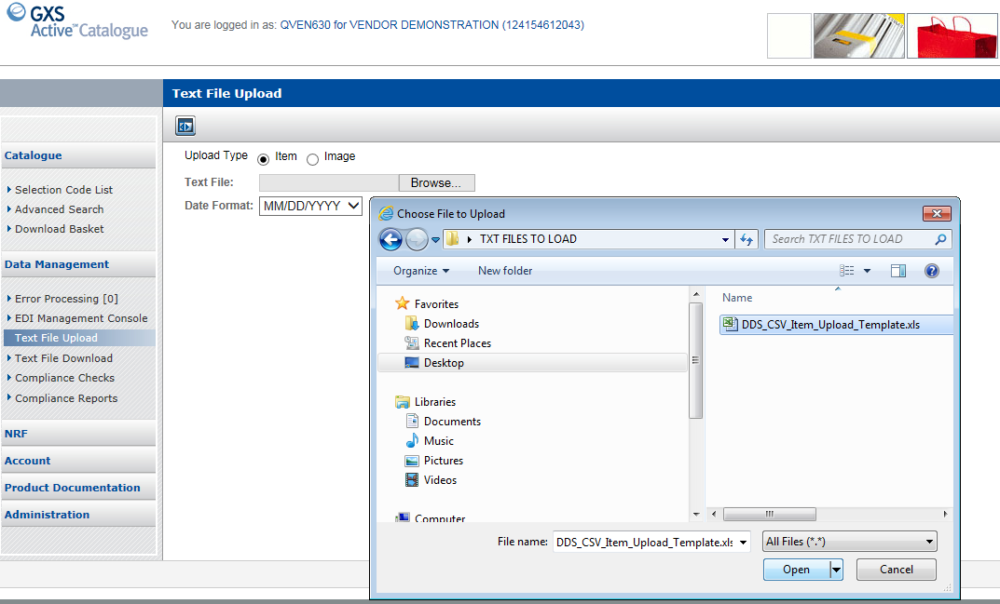 GXS
Active™Catalogue
You are logged in as: QVEN630 for VENDOR DEMONSTRATION (124154612043)
Text File Upload
Catalogue
Selection Code List
Advanced Search
Download Basket
Data Management
Error Processing [0]
EDI Management Console
Text File Upload
Text File Download
Compliance Checks
Compliance Reports
NRF
Account
Product Documentation
Administration
Upload Type Item Image
Text File: Browse...
Date Format: MM/DD/YYYY
Choose File to Upload
TXT FILES TO LOAD
Search TXT FILES TO LOAD
Organize New folder
Favorites
Downloads
Recent Places
Desktop
Libraries
Documents
Music
Pictures
Videos
Computer
Name
DDS_CSV_Item_Upload_Template.xls
File name: DDS_CSV_Item_Upload_Template.xls All Files (*.*)
Open Cancel